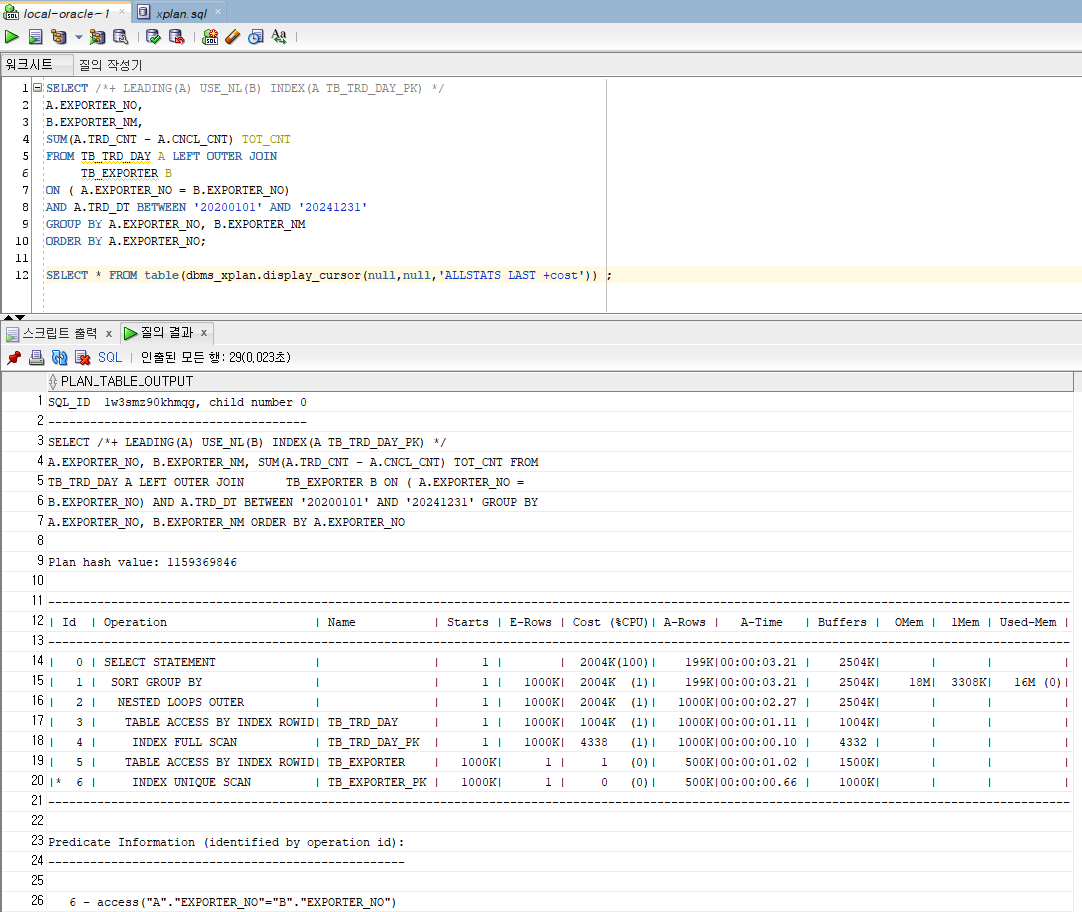 local-oracle~1 × xplan.sql ×
워크시트 질의 작성기
1 SELECT /*+ LEADING(A) USE_NL(B) INDEX(A TB_TRD_DAY_PK) */
2 A.EXPORTER_NO,
3 B.EXPORTER_NM,
4 SUM(A.TRD_CNT - A.CNCL_CNT) TOT_CNT
5 FROM TB_TRD_DAY A LEFT OUTER JOIN
6 TB_EXPORTER B
7 ON ( A.EXPORTER_NO = B.EXPORTER_NO)
8 AND A.TRD_DT BETWEEN '20200101' AND '20241231'
9 GROUP BY A.EXPORTER_NO, B.EXPORTER_NM
10 ORDER BY A.EXPORTER_NO;
11
12 SELECT * FROM table(dbms_xplan.display_cursor(null,null,'ALLSTATS LAST +cost')) ;
스크립트 출력 × 질의 결과 ×
SQL | 인출된 모든 행: 29(0,023초)
PLAN_TABLE_OUTPUT
1 SQL_ID 1w3smz90khmqg, child number 0
2 -------------------------------------
3 SELECT /*+ LEADING(A) USE_NL(B) INDEX(A TB_TRD_DAY_PK) */
4 A.EXPORTER_NO, B.EXPORTER_NM, SUM(A.TRD_CNT - A.CNCL_CNT) TOT_CNT FROM
5 TB_TRD_DAY A LEFT OUTER JOIN TB_EXPORTER B ON ( A.EXPORTER_NO =
6 B.EXPORTER_NO) AND A.TRD_DT BETWEEN '20200101' AND '20241231' GROUP BY
7 A.EXPORTER_NO, B.EXPORTER_NM ORDER BY A.EXPORTER_NO
8
9 Plan hash value: 1159369846
10
11 --------------------------------------------------------------------------------------------------------------------------------------------------
12 | Id | Operation | Name | Starts | E-Rows | Cost (%CPU)| A-Rows | A-Time | Buffers | OMem | 1Mem | Used-Mem |
13 --------------------------------------------------------------------------------------------------------------------------------------------------
14 | 0 | SELECT STATEMENT | | 1 | | 2004K(100)| 199K|00:00:03.21 | 2504K| | | |
15 | 1 | SORT GROUP BY | | 1 | 1000K| 2004K (1)| 199K|00:00:03.21 | 2504K| 18M| 3308K| 16M (0)|
16 | 2 | NESTED LOOPS OUTER | | 1 | 1000K| 2004K (1)| 1000K|00:00:02.27 | 2504K| | | |
17 | 3 | TABLE ACCESS BY INDEX ROWID| TB_TRD_DAY | 1 | 1000K| 1004K (1)| 1000K|00:00:01.11 | 1004K| | | |
18 | 4 | INDEX FULL SCAN | TB_TRD_DAY_PK | 1 | 1000K| 4338 (1)| 1000K|00:00:00.10 | 4332 | | | |
19 | 5 | TABLE ACCESS BY INDEX ROWID| TB_EXPORTER | 1000K| 1 | 1 (0)| 500K|00:00:01.02 | 1500K| | | |
20 |* 6 | INDEX UNIQUE SCAN | TB_EXPORTER_PK | 1000K| 1 | 0 (0)| 500K|00:00:00.66 | 1000K| | | |
21 --------------------------------------------------------------------------------------------------------------------------------------------------
22
23 Predicate Information (identified by operation id):
24 ---------------------------------------------------
25
26 6 - access("A"."EXPORTER_NO"="B"."EXPORTER_NO")